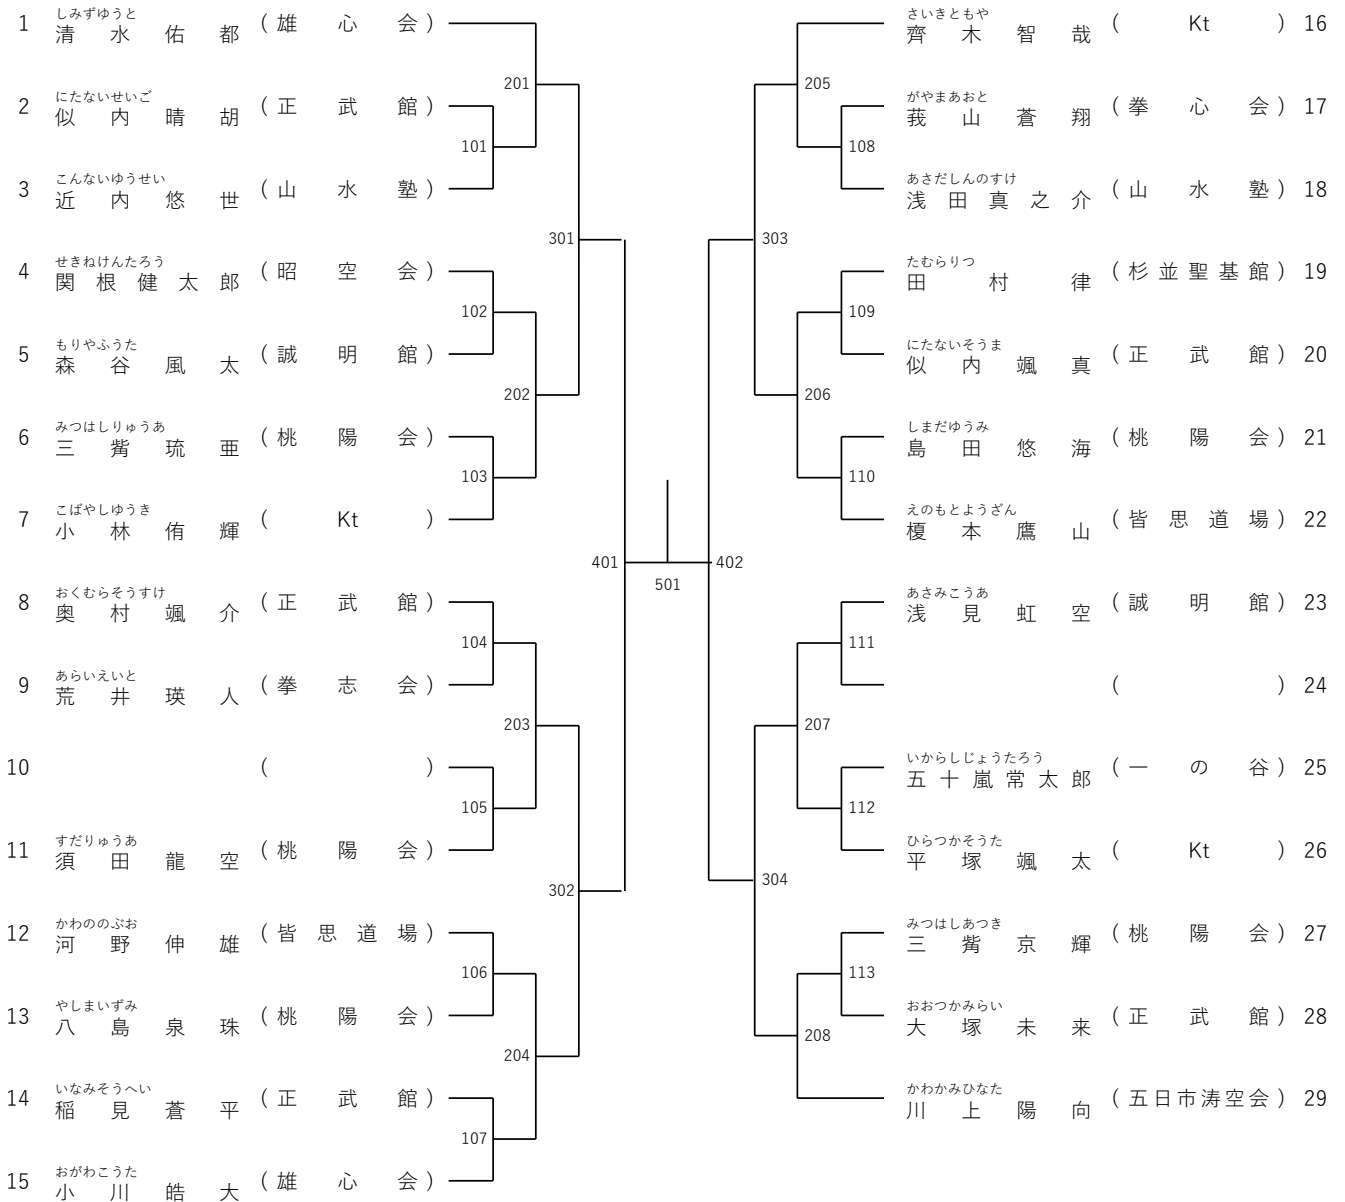 しみずゆうと
1 清水佑都 (雄心会)
201
にたないせいご
2 似内晴胡 (正武館)
101
こんないゆうせい
3 近内悠世 (山水塾)
301
せきねけんたろう
4 関根健太郎 (昭空会)
102
もりやふうた
5 森谷風太 (誠明館)
202
みつはしりゅうあ
6 三觜琉亜 (桃陽会)
103
こばやしゆうき
7 小林侑輝 (Kt)
401
おくむらそうすけ
8 奥村颯介 (正武館)
104
あらいえいと
9 荒井瑛人 (拳志会)
203
10 ( )
105
すだりゅうあ
11 須田龍空 (桃陽会)
302
かわののぶお
12 河野伸雄 (皆思道場)
106
やしまいずみ
13 八島泉珠 (桃陽会)
204
いなみそうへい
14 稲見蒼平 (正武館)
107
おがわこうた
15 小川皓大 (雄心会)
501
さいきともや
齊木智哉 (Kt) 16
205
がやまあおと
莪山蒼翔 (拳心会) 17
108
あさだしんのすけ
浅田真之介 (山水塾) 18
303
たむらりつ
田村律 (杉並聖基館) 19
109
にたないそうま
似内颯真 (正武館) 20
206
しまだゆうみ
島田悠海 (桃陽会) 21
110
えのもとようざん
榎本鷹山 (皆思道場) 22
402
あさみこうあ
浅見虹空 (誠明館) 23
111
( ) 24
207
いからしじょうたろう
五十嵐常太郎 (一の谷) 25
112
ひらつかそうた
平塚颯太 (Kt) 26
304
みつはしあつき
三觜京輝 (桃陽会) 27
113
おおつかみらい
大塚未来 (正武館) 28
208
かわかみひなた
川上陽向 (五日市涛空会) 29